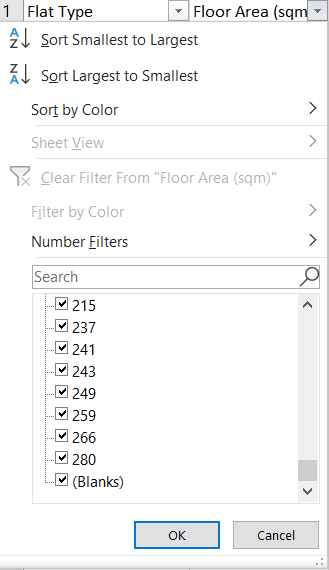 1 Flat Type Floor Area (sqm
Sort Smallest to Largest
Sort Largest to Smallest
Sort by Color
Sheet View
Clear Filter From "Floor Area (sqm)"
Filter by Color
Number Filters
Search
215
237
241
243
249
259
266
280
(Blanks)
OK Cancel